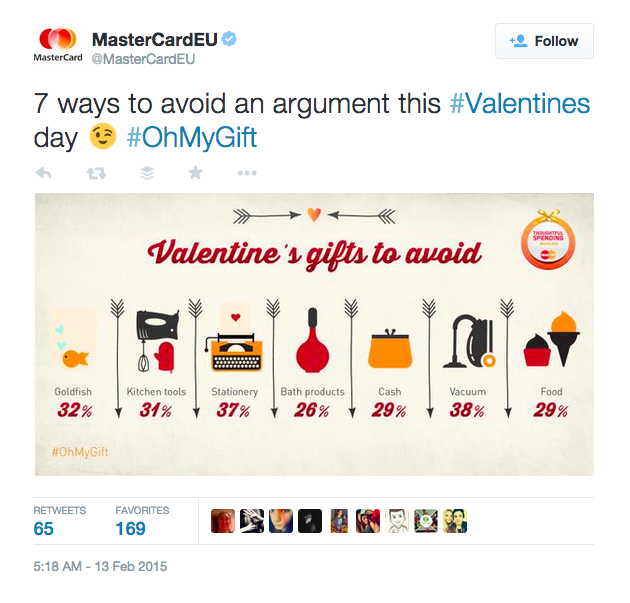 MasterCardEU
MasterCard
@MasterCardEU
Follow
7 ways to avoid an argument this #Valentines
day 😉 #OhMyGift
Valentine's gifts to avoid
THOUGHTFUL
SPENDING
Goldfish
Kitchen tools
Stationery
Bath products
Cash
Vacuum
Food
32%
31%
37%
26%
29%
38%
29%
#OhMyGift
RETWEETS
FAVORITES
65
169
5:18 AM - 13 Feb 2015